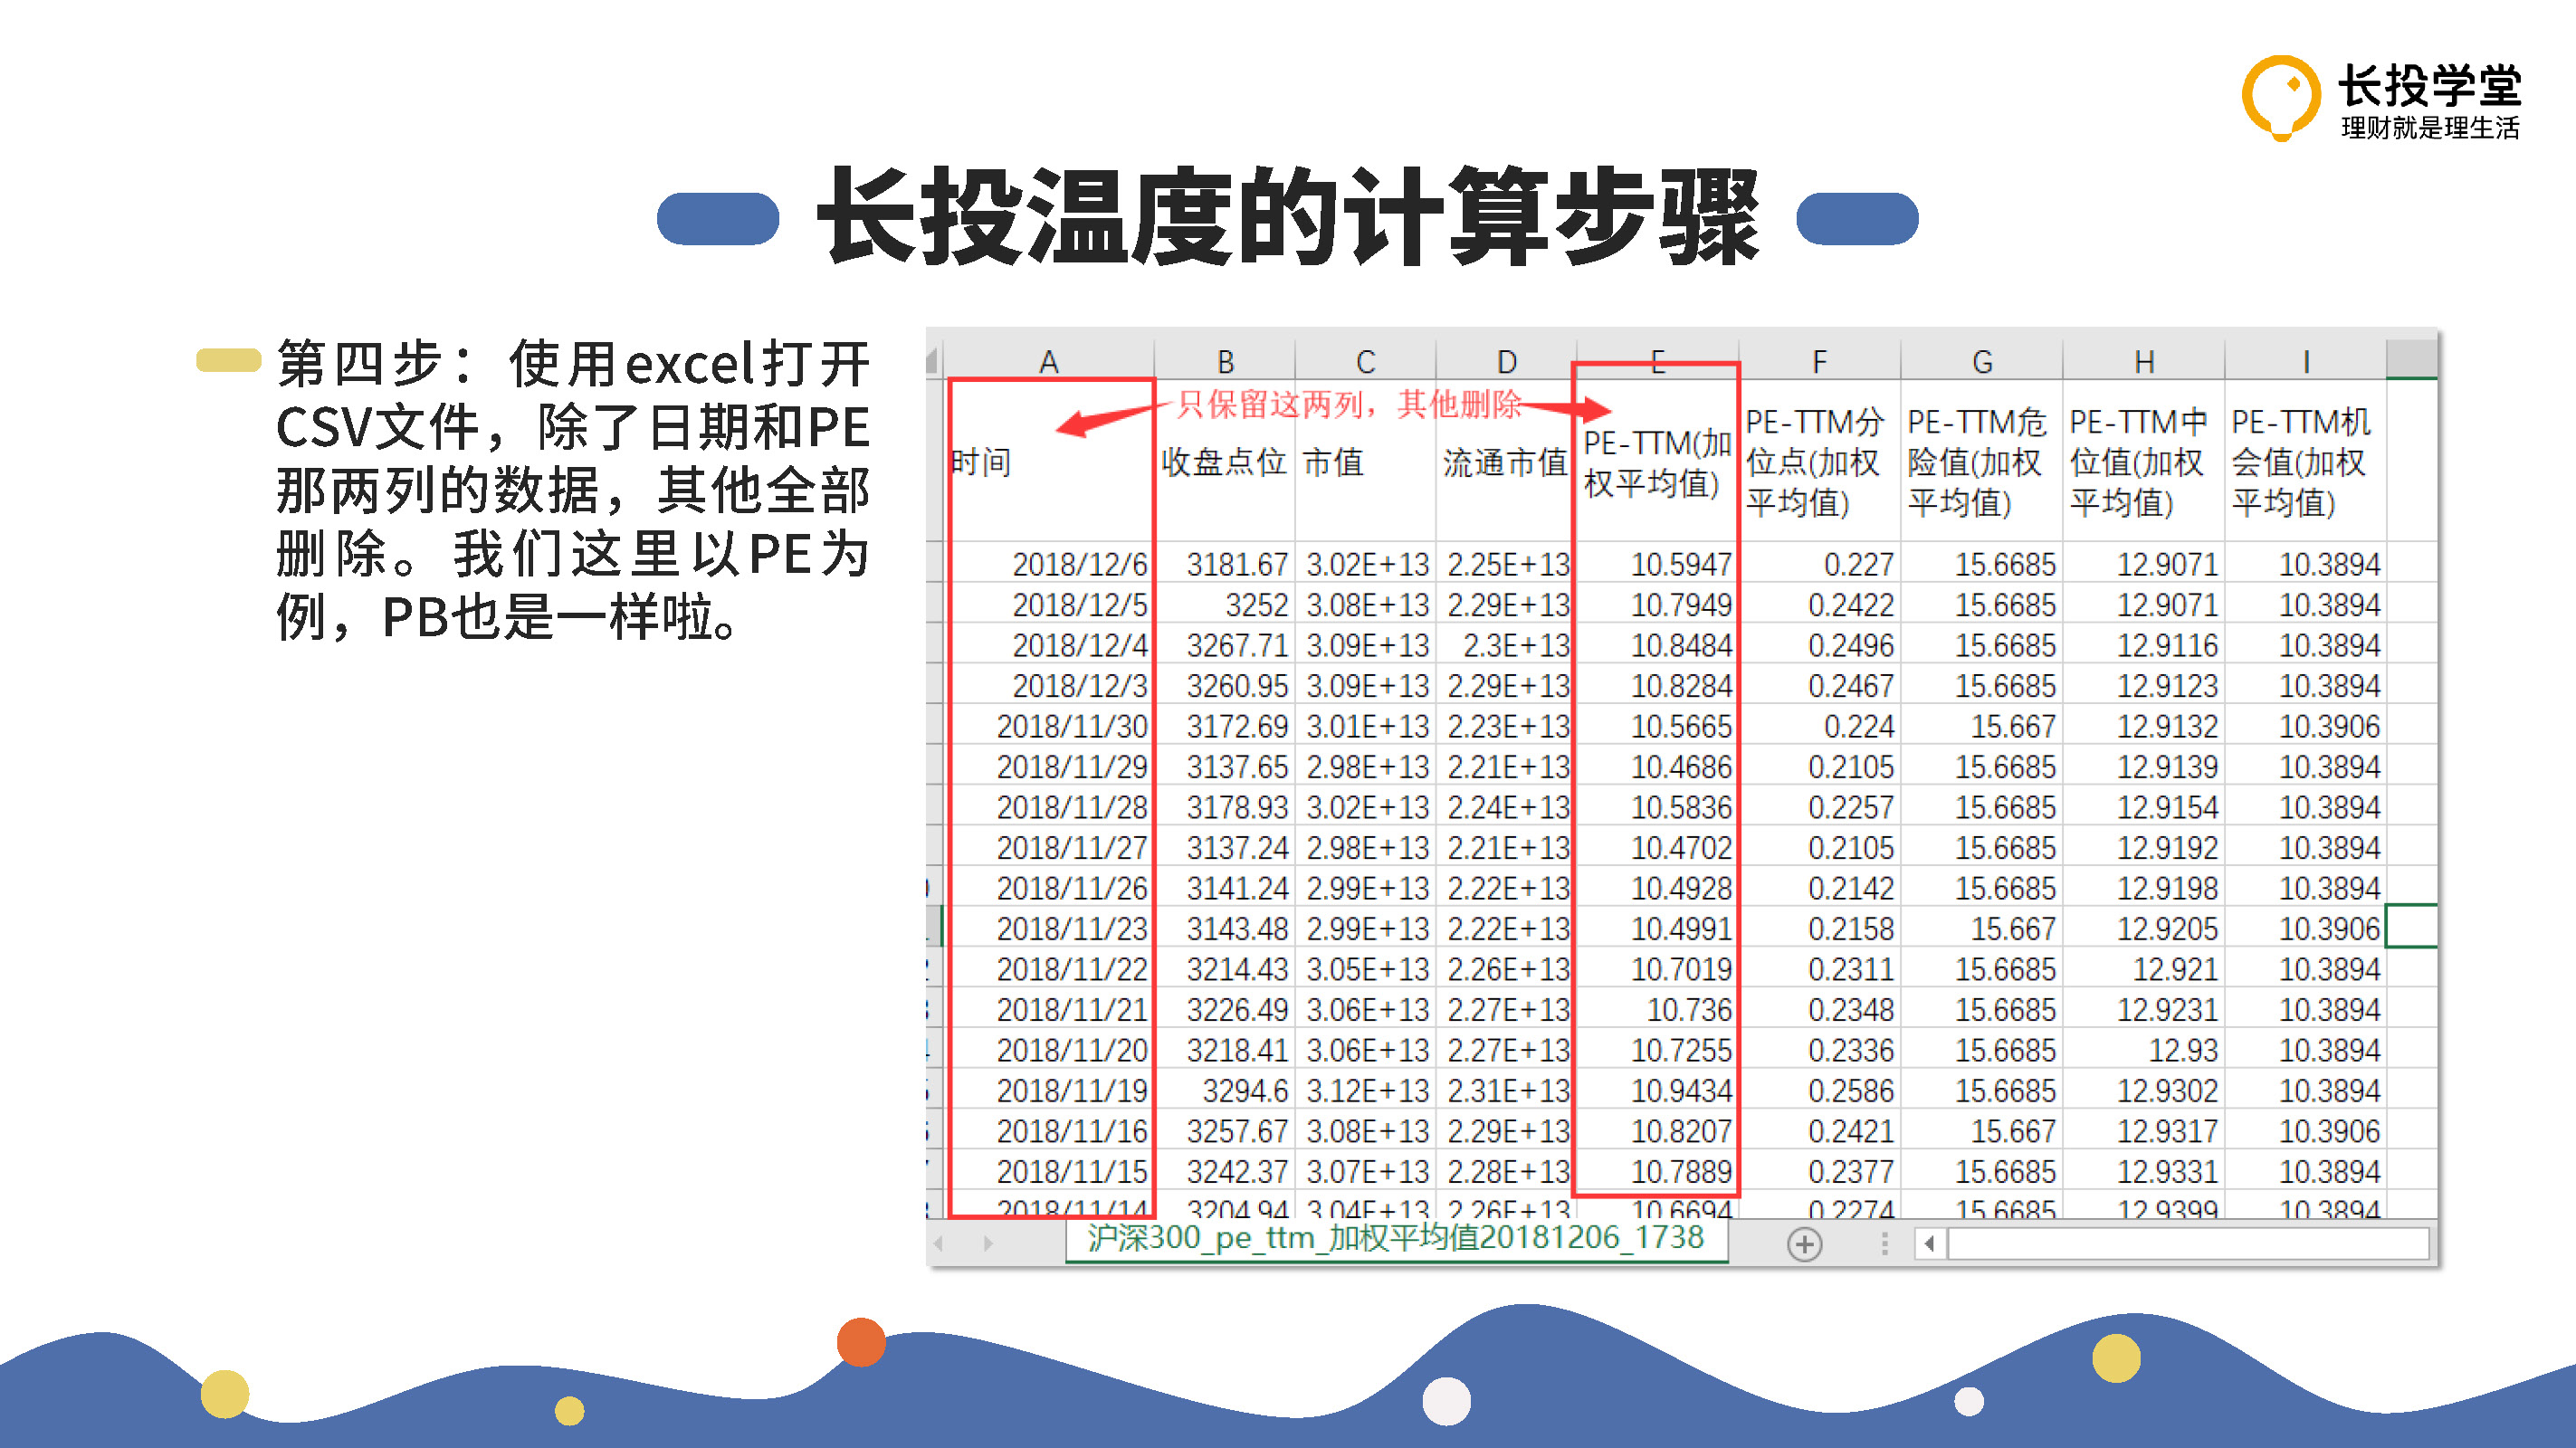 长投学堂
理财就是理生活
长投温度的计算步骤
第四步：使用excel打开
CSV文件，除了日期和PE
那两列的数据，其他全部
删除。我们这里以PE为
例，PB也是一样啦。
A B C D E F G H I
只保留这两列，其他删除
时间 收盘点位 市值 流通市值 PE-TTM(加权平均值) PE-TTM分位点(加权平均值) PE-TTM危险值(加权平均值) PE-TTM中位值(加权平均值) PE-TTM机会值(加权平均值)
2018/12/6 3181.67 3.02E+13 2.25E+13 10.5947 0.227 15.6685 12.9071 10.3894
2018/12/5 3252 3.08E+13 2.29E+13 10.7949 0.2422 15.6685 12.9071 10.3894
2018/12/4 3267.71 3.09E+13 2.3E+13 10.8484 0.2496 15.6685 12.9116 10.3894
2018/12/3 3260.95 3.09E+13 2.29E+13 10.8284 0.2467 15.6685 12.9123 10.3894
2018/11/30 3172.69 3.01E+13 2.23E+13 10.5665 0.224 15.667 12.9132 10.3906
2018/11/29 3137.65 2.98E+13 2.21E+13 10.4686 0.2105 15.6685 12.9139 10.3894
2018/11/28 3178.93 3.02E+13 2.24E+13 10.5836 0.2257 15.6685 12.9154 10.3894
2018/11/27 3137.24 2.98E+13 2.21E+13 10.4702 0.2105 15.6685 12.9192 10.3894
2018/11/26 3141.24 2.99E+13 2.22E+13 10.4928 0.2142 15.6685 12.9198 10.3894
2018/11/23 3143.48 2.99E+13 2.22E+13 10.4991 0.2158 15.667 12.9205 10.3906
2018/11/22 3214.43 3.05E+13 2.26E+13 10.7019 0.2311 15.6685 12.921 10.3894
2018/11/21 3226.49 3.06E+13 2.27E+13 10.736 0.2348 15.6685 12.9231 10.3894
2018/11/20 3218.41 3.06E+13 2.27E+13 10.7255 0.2336 15.6685 12.93 10.3894
2018/11/19 3294.6 3.12E+13 2.31E+13 10.9434 0.2586 15.6685 12.9302 10.3894
2018/11/16 3257.67 3.08E+13 2.29E+13 10.8207 0.2421 15.667 12.9317 10.3906
2018/11/15 3242.37 3.07E+13 2.28E+13 10.7889 0.2377 15.6685 12.9331 10.3894
2018/11/14 3204.94 3.04E+13 2.26E+13 10.6694 0.2274 15.6685 12.9399 10.3894
沪深300_pe_ttm_加权平均值20181206_1738